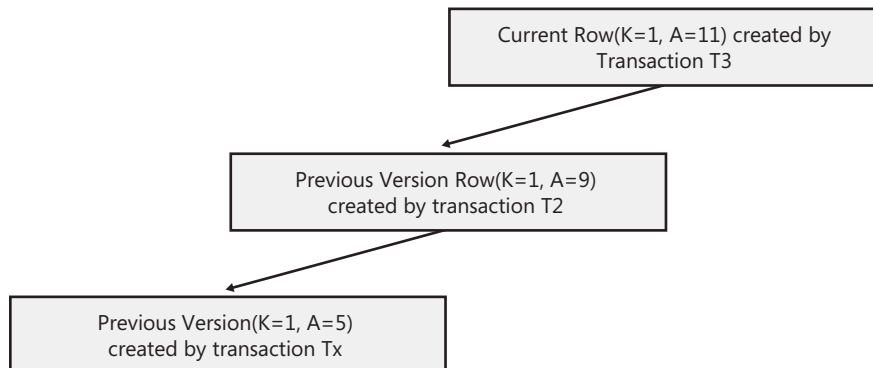 Current Row(K=1, A=11) created by
Transaction T3
Previous Version Row(K=1, A=9)
created by transaction T2
Previous Version(K=1, A=5)
created by transaction Tx